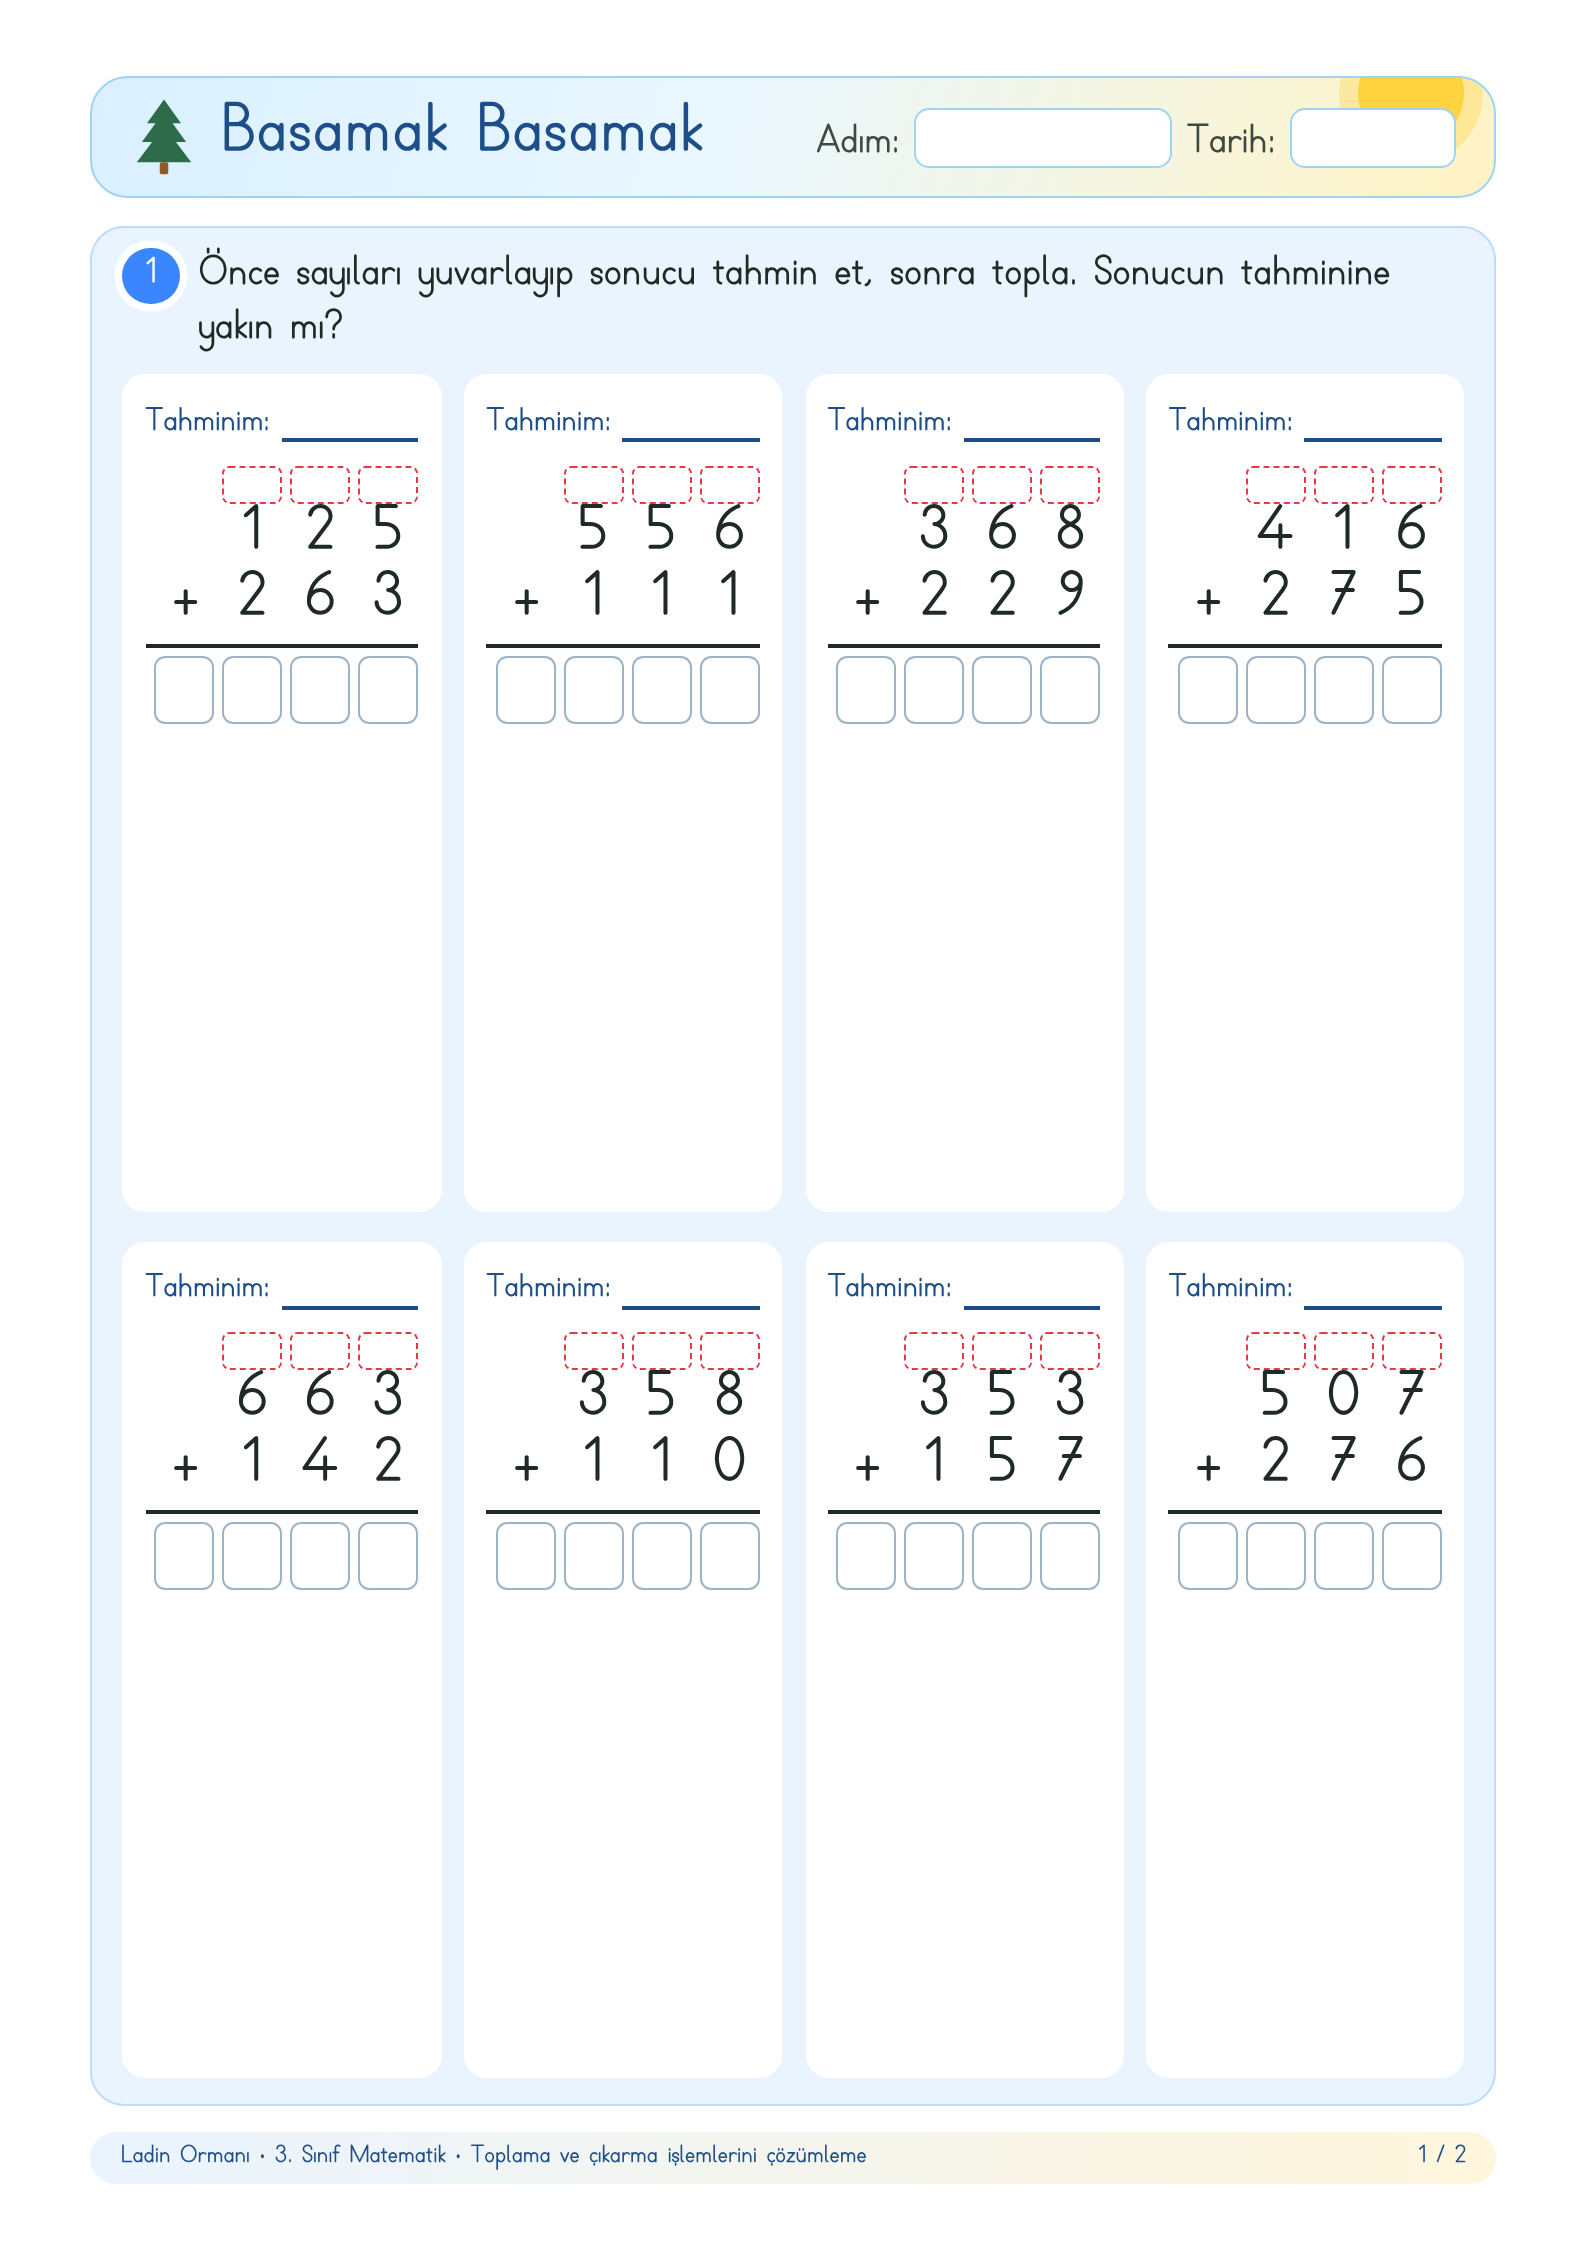 Basamak Basamak
Adım:
Tarih:
1
Önce sayıları yuvarlayıp sonucu tahmin et, sonra topla. Sonucun tahminine
yakın mı?
Tahminim:
1 2 5
+ 2 6 3
Tahminim:
5 5 6
+ 1 1 1
Tahminim:
3 6 8
+ 2 2 9
Tahminim:
4 1 6
+ 2 7 5
Tahminim:
6 6 3
+ 1 4 2
Tahminim:
3 5 8
+ 1 1 0
Tahminim:
3 5 3
+ 1 5 7
Tahminim:
5 0 7
+ 2 7 6
Ladin Ormanı • 3. Sınıf Matematik • Toplama ve çıkarma işlemlerini çözümleme
1 / 2